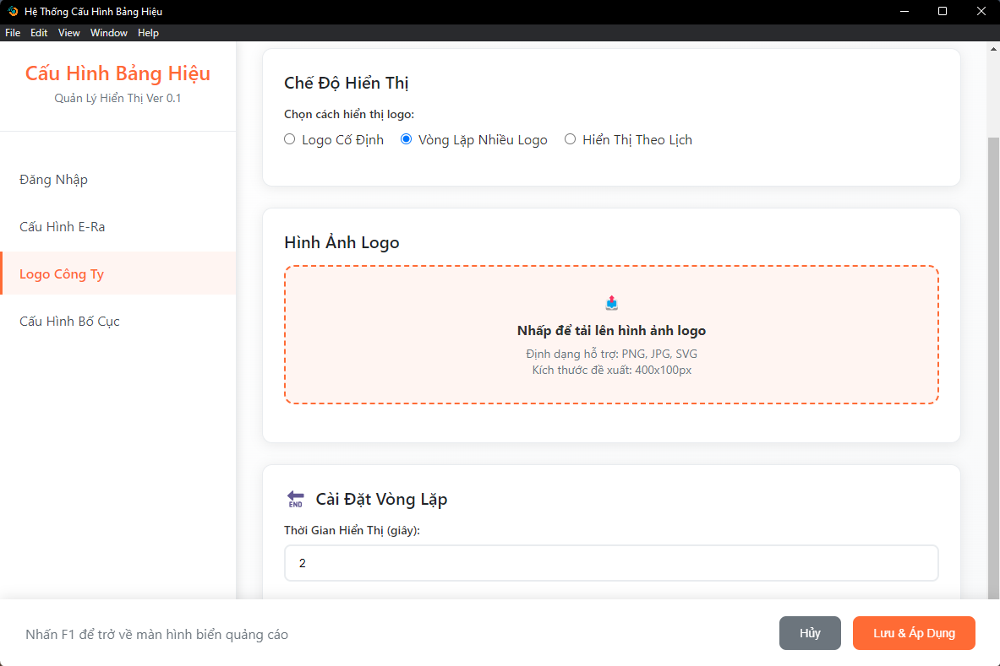 Hệ Thống Cấu Hình Bảng Hiệu
File Edit View Window Help
Cấu Hình Bảng Hiệu
Quản Lý Hiển Thị Ver 0.1
Đăng Nhập
Cấu Hình E-Ra
Logo Công Ty
Cấu Hình Bố Cục
Chế Độ Hiển Thị
Chọn cách hiển thị logo:
Logo Cố Định Vòng Lặp Nhiều Logo Hiển Thị Theo Lịch
Hình Ảnh Logo
Nhấp để tải lên hình ảnh logo
Định dạng hỗ trợ: PNG, JPG, SVG
Kích thước đề xuất: 400x100px
END Cài Đặt Vòng Lặp
Thời Gian Hiển Thị (giây):
2
Nhấn F1 để trở về màn hình biển quảng cáo
Hủy Lưu & Áp Dụng